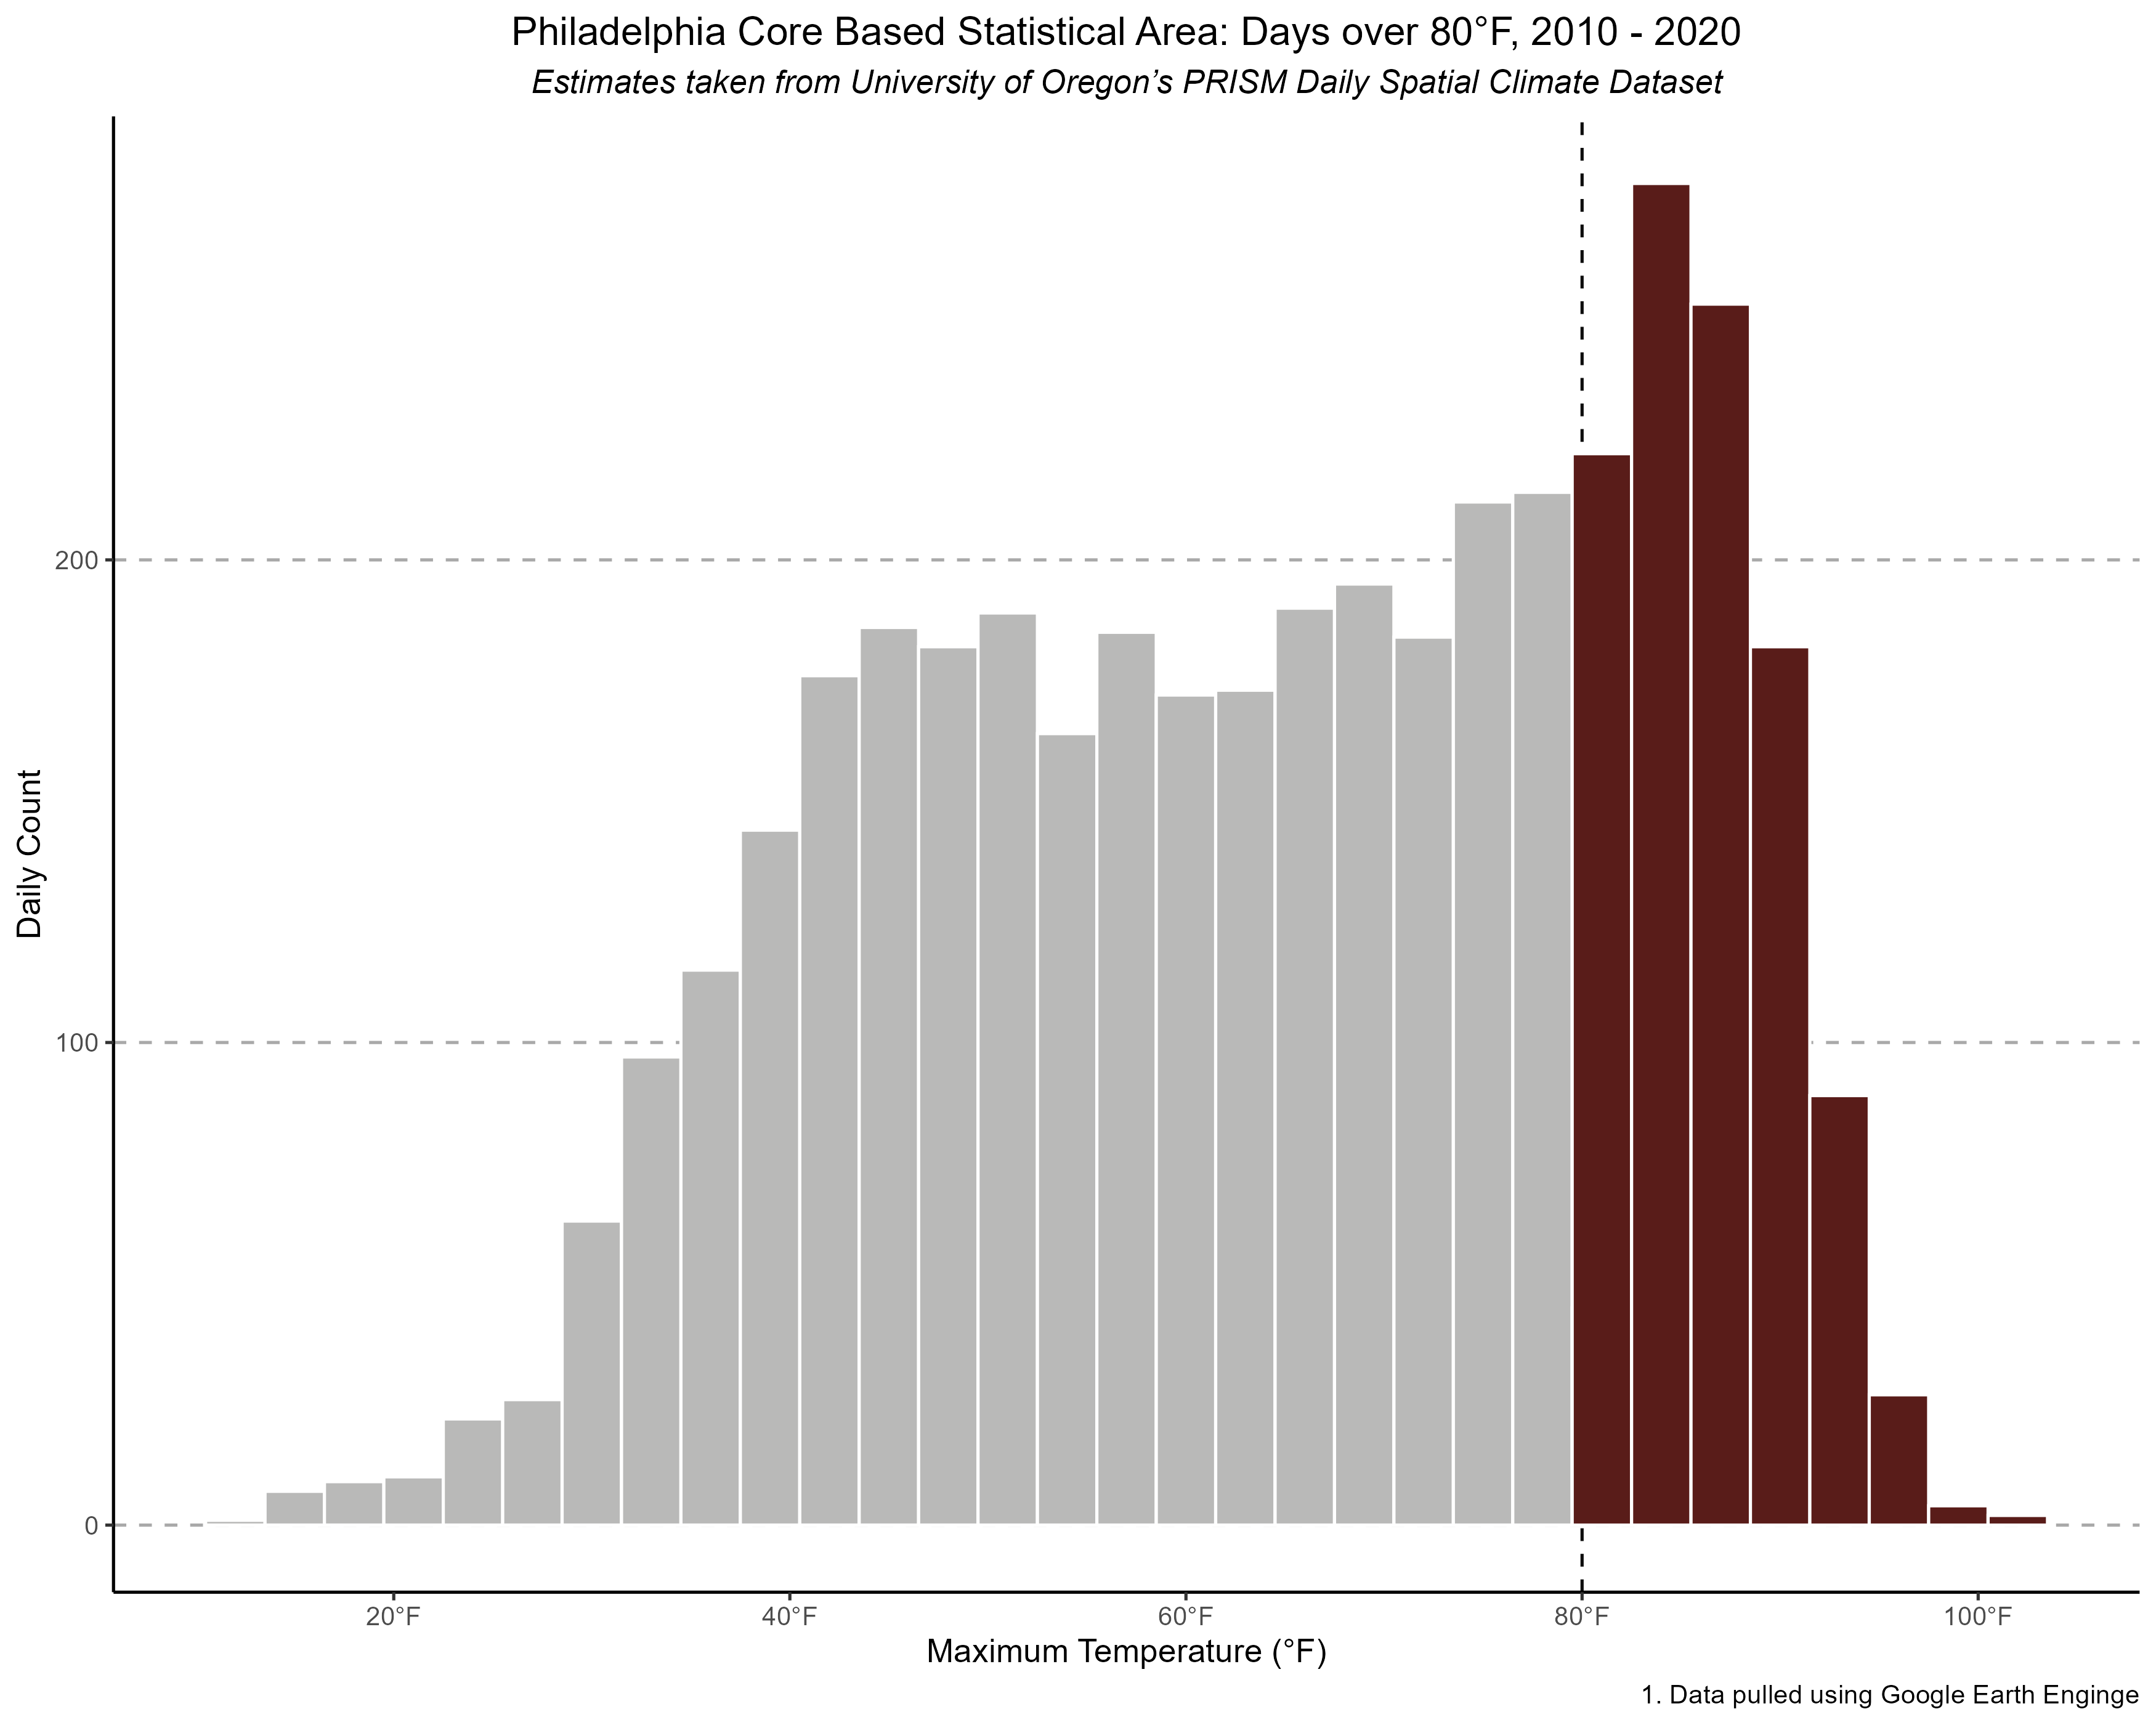 Philadelphia Core Based Statistical Area: Days over 80°F, 2010 - 2020
Estimates taken from University of Oregon’s PRISM Daily Spatial Climate Dataset
Daily Count
200
100
0
20°F
40°F
60°F
80°F
100°F
Maximum Temperature (°F)
1. Data pulled using Google Earth Enginge